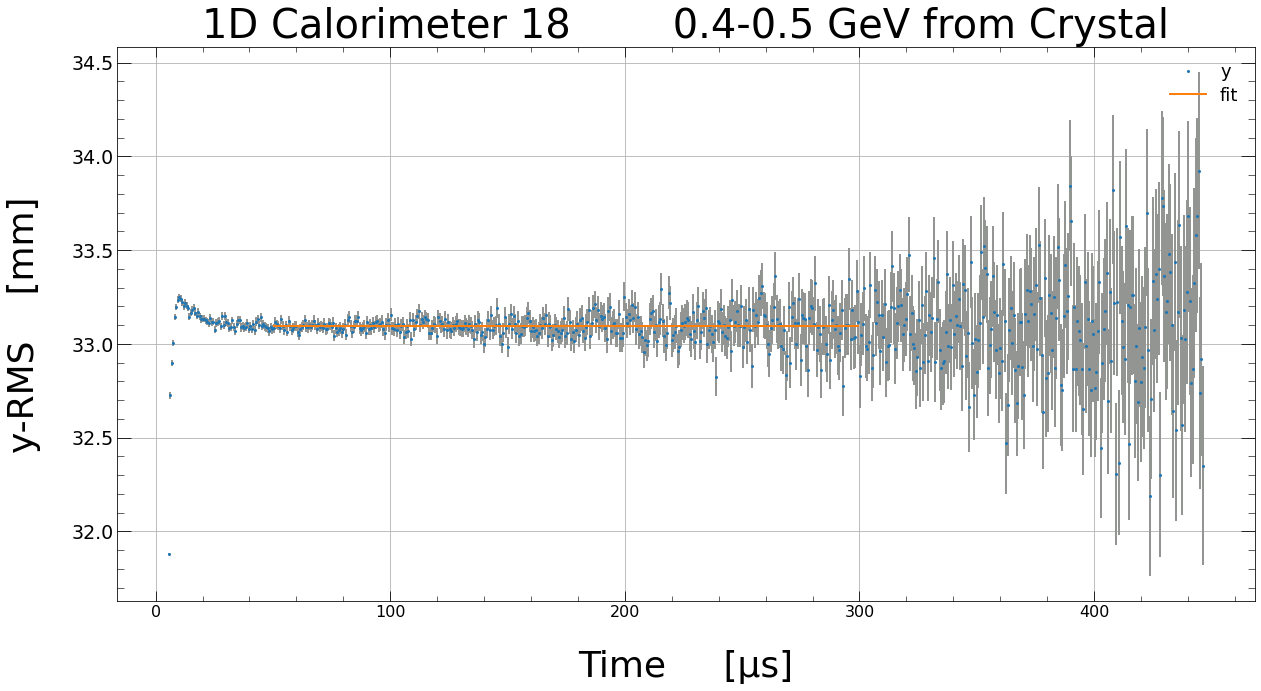 1D Calorimeter 18 0.4-0.5 GeV from Crystal
y
fit
y-RMS [mm]
34.5
34.0
33.5
33.0
32.5
32.0
0 100 200 300 400
Time [μs]